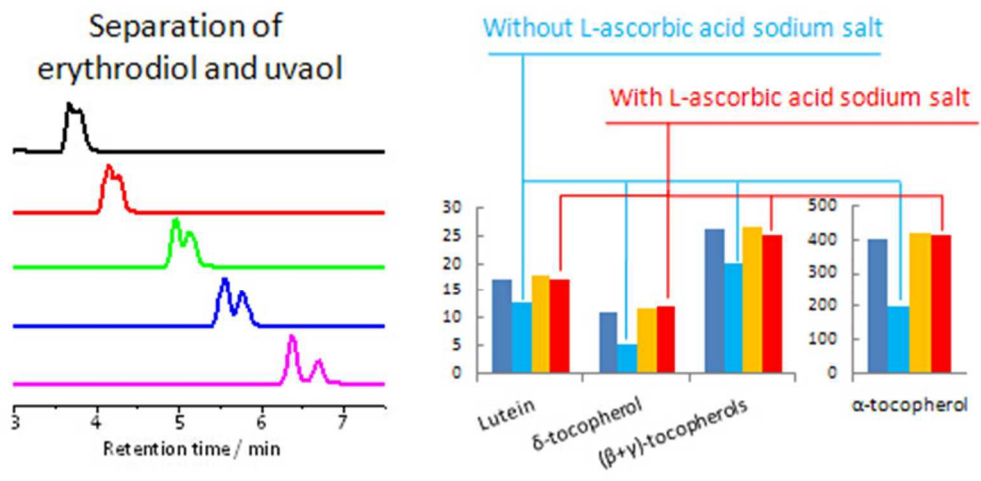 Separation of
erythrodiol and uvaol
3 4 5 6 7
Retention time / min
Without L-ascorbic acid sodium salt
With L-ascorbic acid sodium salt
30
25
20
15
10
5
0
Lutein
δ-tocopherol
(β+γ)-tocopherols
500
400
300
200
100
0
α-tocopherol